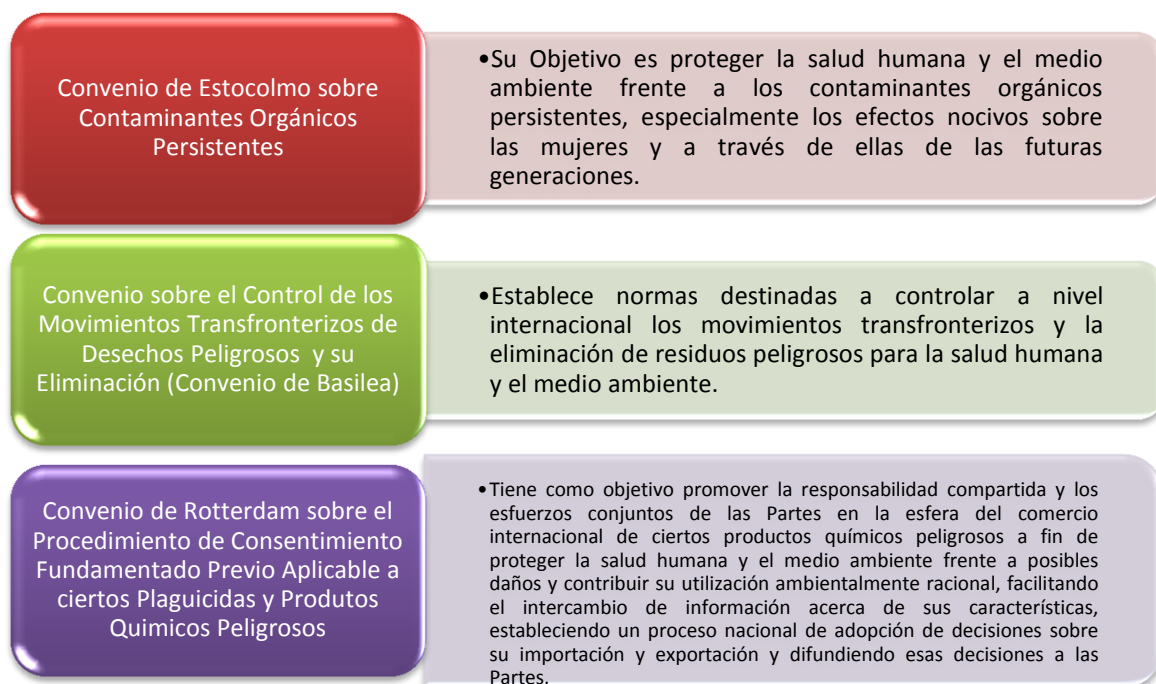 Convenio de Estocolmo sobre
Contaminantes Orgánicos
Persistentes
•Su Objetivo es proteger la salud humana y el medio
ambiente frente a los contaminantes orgánicos
persistentes, especialmente los efectos nocivos sobre
las mujeres y a través de ellas de las futuras
generaciones.
Convenio sobre el Control de los
Movimientos Transfronterizos de
Desechos Peligrosos y su
Eliminación (Convenio de Basilea)
•Establece normas destinadas a controlar a nivel
internacional los movimientos transfronterizos y la
eliminación de residuos peligrosos para la salud humana
y el medio ambiente.
Convenio de Rotterdam sobre el
Procedimiento de Consentimiento
Fundamentado Previo Aplicable a
ciertos Plaguicidas y Produtos
Quimicos Peligrosos
•Tiene como objetivo promover la responsabilidad compartida y los
esfuerzos conjuntos de las Partes en la esfera del comercio
internacional de ciertos productos químicos peligrosos a fin de
proteger la salud humana y el medio ambiente frente a posibles
daños y contribuir su utilización ambientalmente racional, facilitando
el intercambio de información acerca de sus características,
estableciendo un proceso nacional de adopción de decisiones sobre
su importación y exportación y difundiendo esas decisiones a las
Partes.